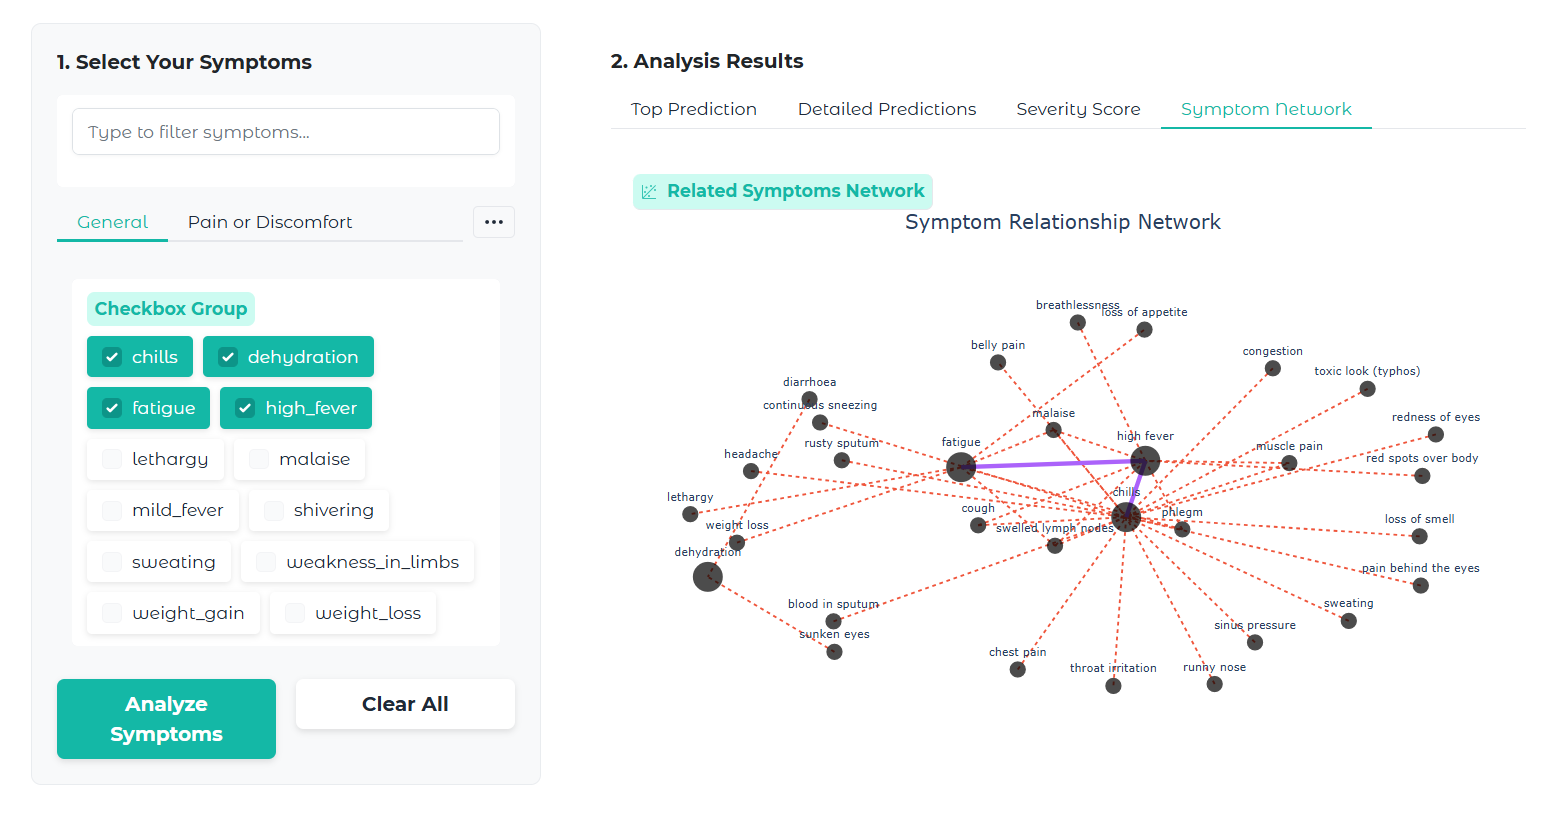 1. Select Your Symptoms
Type to filter symptoms...
General
Pain or Discomfort
Checkbox Group
chills
dehydration
fatigue
high_fever
lethargy
malaise
mild_fever
shivering
sweating
weakness_in_limbs
weight_gain
weight_loss
Analyze
Symptoms
Clear All
2. Analysis Results
Top Prediction
Detailed Predictions
Severity Score
Symptom Network
Related Symptoms Network
Symptom Relationship Network
breathlessness
loss of appetite
belly pain
congestion
toxic look (typhos)
diarrhoea
continuous sneezing
malaise
redness of eyes
rusty sputum
fatigue
high fever
muscle pain
headache
red spots over body
lethargy
chills
cough
phlegm
weight loss
swelled lymph nodes
loss of smell
dehydration
pain behind the eyes
blood in sputum
sweating
sunken eyes
sinus pressure
chest pain
throat irritation
runny nose